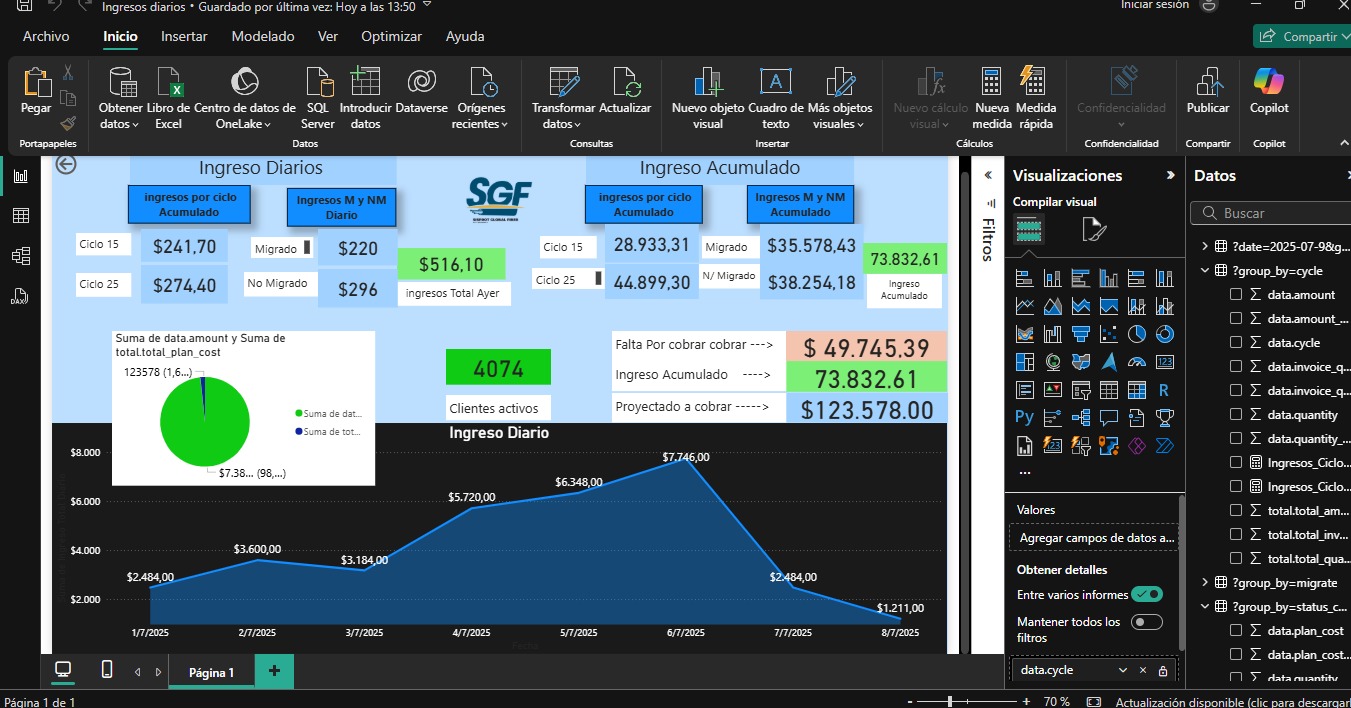 Ingresos diarios • Guardado por última vez: Hoy a las 13:50
Iniciar sesión
Archivo
Inicio
Insertar
Modelado
Ver
Optimizar
Ayuda
Compartir
Pegar
Obtener datos
Libro de Excel
Centro de datos de OneLake
SQL Server
Introducir datos
Dataverse
Orígenes recientes
Transformar datos
Actualizar
Nuevo objeto visual
Cuadro de texto
Más objetos visuales
Nuevo cálculo visual
Nueva medida
Medida rápida
Confidencialidad
Publicar
Copilot
Portapapeles
Datos
Consultas
Insertar
Cálculos
Confidencialidad
Compartir
Copilot
Ingreso Diarios
ingresos por ciclo
Acumulado
Ingresos M y NM
Diario
Ciclo 15
$241,70
Migrado
$220
Ciclo 25
$274,40
No Migrado
$296
$516,10
ingresos Total Ayer
SGF
Ingreso Acumulado
ingresos por ciclo
Acumulado
Ingresos M y NM
Acumulado
Ciclo 15
28.933,31
Migrado
$35.578,43
Ciclo 25
44.899,30
N/ Migrado
$38.254,18
73.832,61
Ingreso
Acumulado
Suma de data.amount y Suma de
total.total_plan_cost
123578 (1,6...)
Suma de dat...
Suma de tot...
$7.38... (98,...)
4074
Clientes activos
Falta Por cobrar cobrar --->
$ 49.745.39
Ingreso Acumulado ---->
73.832.61
Proyectado a cobrar ----->
$123.578.00
Ingreso Diario
$8.000
$6.000
$4.000
$2.000
$2.484,00
$3.600,00
$3.184,00
$5.720,00
$6.348,00
$7.746,00
$2.484,00
$1.211,00
1/7/2025
2/7/2025
3/7/2025
4/7/2025
5/7/2025
6/7/2025
7/7/2025
8/7/2025
Filtros
Visualizaciones
Compilar visual
R
Py
...
Valores
Agregar campos de datos a...
Obtener detalles
Entre varios informes
Mantener todos los
filtros
data.cycle
Datos
Buscar
?date=2025-07-9&g...
?group_by=cycle
data.amount
data.amount_...
data.cycle
data.invoice_q...
data.invoice_q...
data.quantity
data.quantity_...
Ingresos_Ciclo...
Ingresos_Ciclo...
total.total_am...
total.total_inv...
total.total_qua...
?group_by=migrate
?group_by=status_c...
data.plan_cost
data.plan_cost...
data.quantity
Página 1
+
Página 1 de 1
- + 70 %
Actualización disponible (clic para descargar